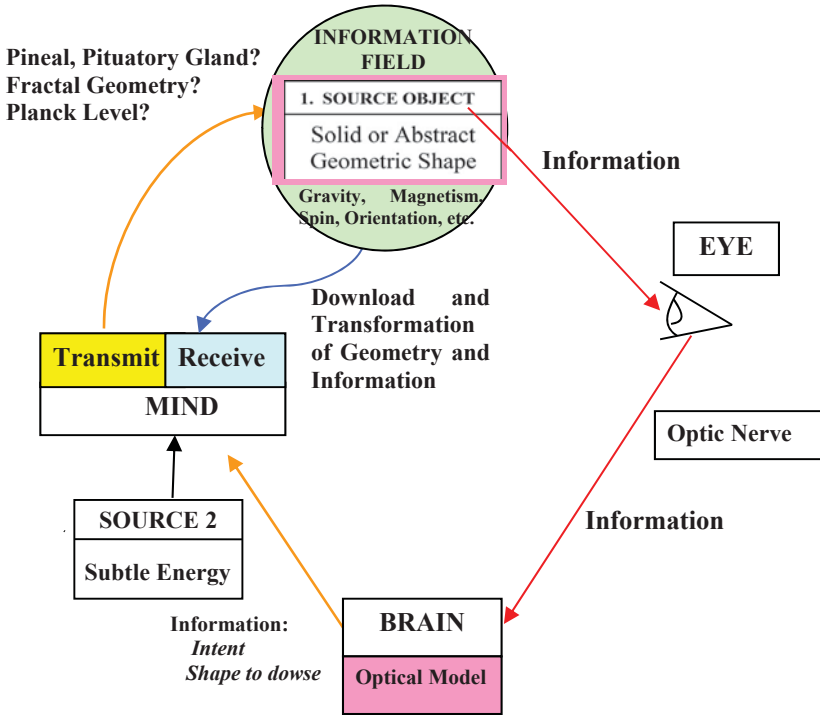 INFORMATION
FIELD
1. SOURCE OBJECT
Solid or Abstract
Geometric Shape
Gravity, Magnetism,
Spin, Orientation, etc.
Pineal, Pituatory Gland?
Fractal Geometry?
Planck Level?
Information
EYE
Download and
Transformation
of Geometry and
Information
Transmit
Receive
MIND
Optic Nerve
SOURCE 2
Subtle Energy
Information
Information:
Intent
Shape to dowse
BRAIN
Optical Model